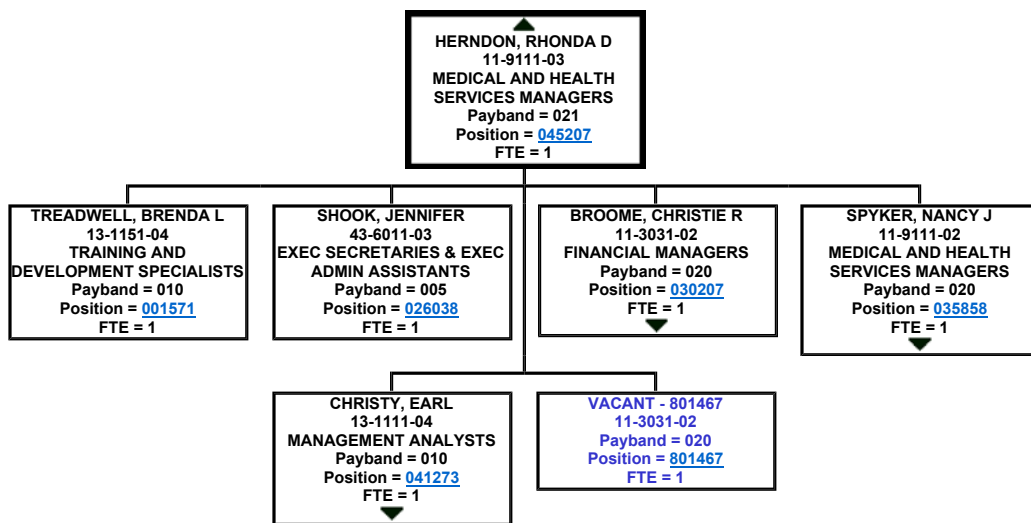 HERNDON, RHONDA D
11-9111-03
MEDICAL AND HEALTH
SERVICES MANAGERS
Payband = 021
Position = 045207
FTE = 1
TREADWELL, BRENDA L
13-1151-04
TRAINING AND
DEVELOPMENT SPECIALISTS
Payband = 010
Position = 001571
FTE = 1
SHOOK, JENNIFER
43-6011-03
EXEC SECRETARIES & EXEC
ADMIN ASSISTANTS
Payband = 005
Position = 026038
FTE = 1
BROOME, CHRISTIE R
11-3031-02
FINANCIAL MANAGERS
Payband = 020
Position = 030207
FTE = 1
SPYKER, NANCY J
11-9111-02
MEDICAL AND HEALTH
SERVICES MANAGERS
Payband = 020
Position = 035858
FTE = 1
CHRISTY, EARL
13-1111-04
MANAGEMENT ANALYSTS
Payband = 010
Position = 041273
FTE = 1
VACANT - 801467
11-3031-02
Payband = 020
Position = 801467
FTE = 1